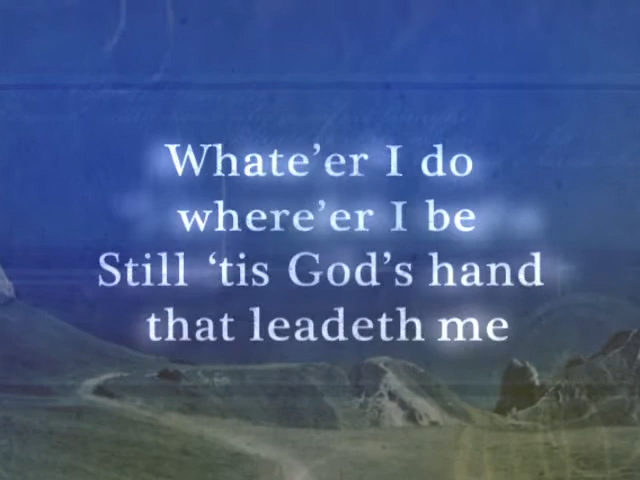 Whate’er I do
where’er I be
Still ‘tis God’s hand
that leadeth me